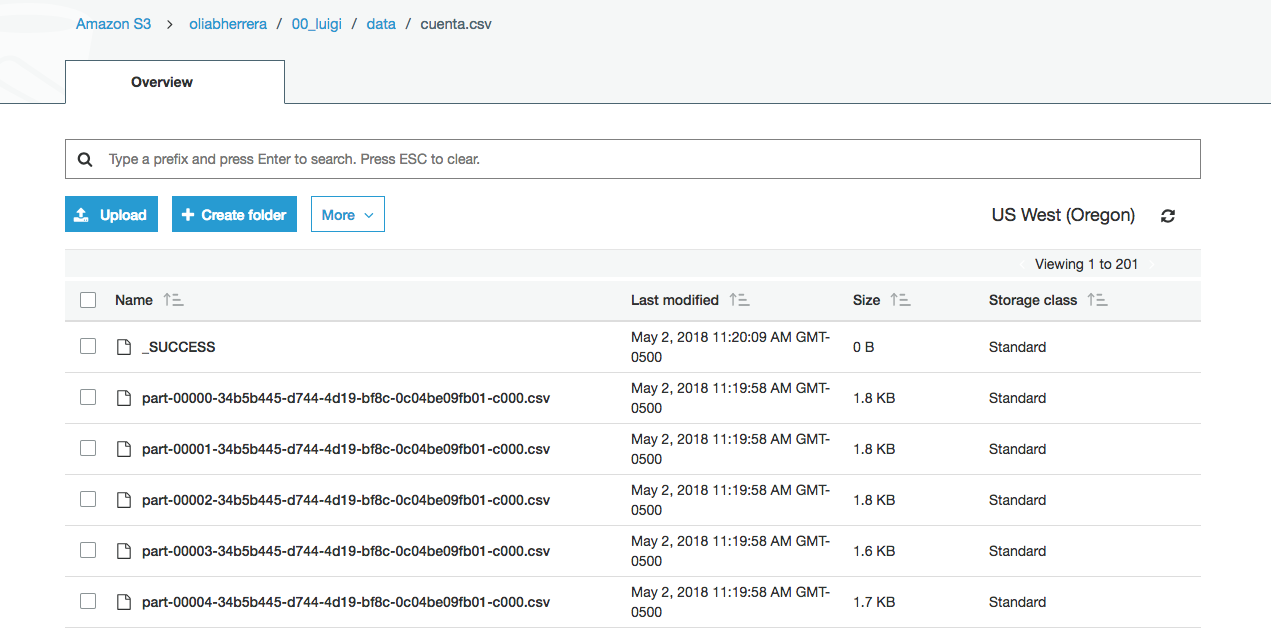 Amazon S3 > oliabherrera / 00_luigi / data / cuenta.csv
Overview
Type a prefix and press Enter to search. Press ESC to clear.
Upload + Create folder More US West (Oregon)
Viewing 1 to 201
Name Last modified Size Storage class
_SUCCESS May 2, 2018 11:20:09 AM GMT- 0 B Standard
0500
part-00000-34b5b445-d744-4d19-bf8c-0c04be09fb01-c000.csv May 2, 2018 11:19:58 AM GMT- 1.8 KB Standard
0500
part-00001-34b5b445-d744-4d19-bf8c-0c04be09fb01-c000.csv May 2, 2018 11:19:58 AM GMT- 1.8 KB Standard
0500
part-00002-34b5b445-d744-4d19-bf8c-0c04be09fb01-c000.csv May 2, 2018 11:19:58 AM GMT- 1.8 KB Standard
0500
part-00003-34b5b445-d744-4d19-bf8c-0c04be09fb01-c000.csv May 2, 2018 11:19:58 AM GMT- 1.6 KB Standard
0500
part-00004-34b5b445-d744-4d19-bf8c-0c04be09fb01-c000.csv May 2, 2018 11:19:58 AM GMT- 1.7 KB Standard
0500